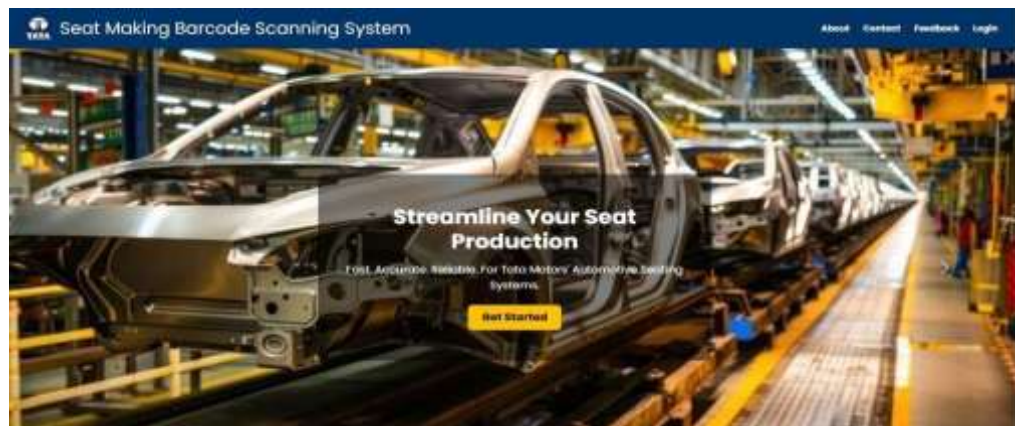 TATA
Seat Making Barcode Scanning System
About Contact Feedback Login
Streamline Your Seat
Production
Fast. Accurate. Reliable. For Tata Motors' Automotive Seating
Systems.
Get Started